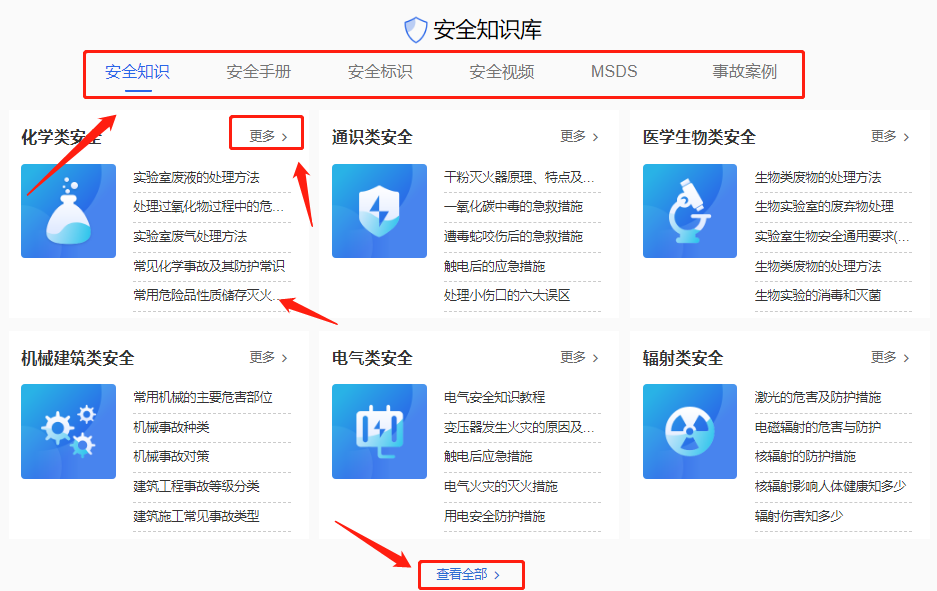 安全知识库
安全知识 安全手册 安全标识 安全视频 MSDS 事故案例
化学类安全 更多 >
实验室废液的处理方法
处理过氧化物过程中的危...
实验室废气处理方法
常见化学事故及其防护常识
常用危险品性质储存灭火...
通识类安全 更多 >
干粉灭火器原理、特点及...
一氧化碳中毒的急救措施
遭毒蛇咬伤后的急救措施
触电后的应急措施
处理小伤口的六大误区
医学生物类安全 更多 >
生物类废物的处理方法
生物实验室的废弃物处理
实验室生物安全通用要求(...
生物类废物的处理方法
生物实验的消毒和灭菌
机械建筑类安全 更多 >
常用机械的主要危害部位
机械事故种类
机械事故对策
建筑工程事故等级分类
建筑施工常见事故类型
电气类安全 更多 >
电气安全知识教程
变压器发生火灾的原因及...
触电后应急措施
电气火灾的灭火措施
用电安全防护措施
辐射类安全 更多 >
激光的危害及防护措施
电磁辐射的危害与防护
核辐射的防护措施
核辐射影响人体健康知多少
辐射伤害知多少
查看全部 >